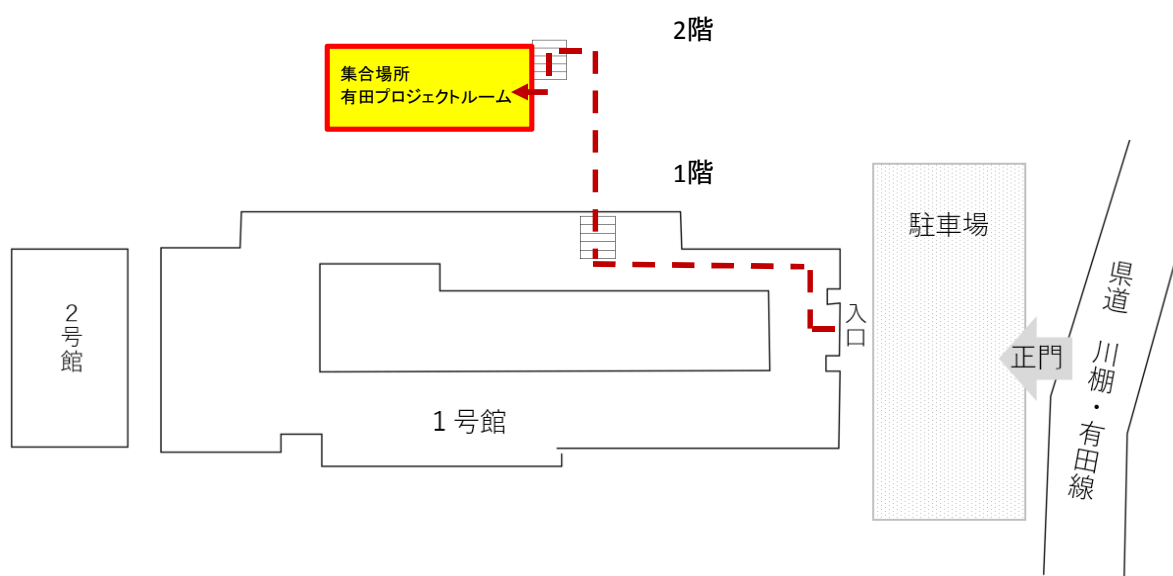 2階
集合場所
有田プロジェクトルーム
1階
駐車場
県道 川棚・有田線
入口
正門
2号館
1号館